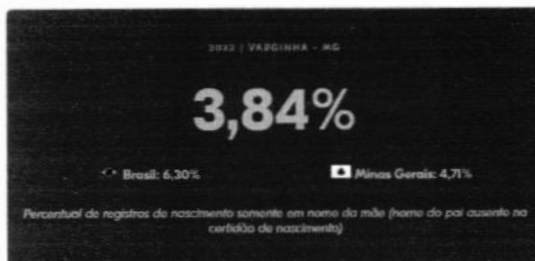 2022 | VARGINHA - MG
3,84%
Brasil: 6,30%
Minas Gerais: 4,71%
Percentual de registros de nascimento somente em nome da mãe (nome do pai ausente na
certidão de nascimento)